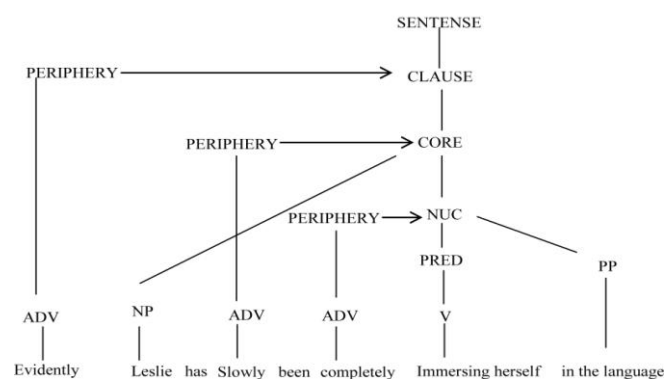 SENTENSE
PERIPHERY CLAUSE
PERIPHERY CORE
PERIPHERY NUC
PRED PP
ADV NP ADV ADV V
Evidently Leslie has Slowly been completely Immersing herself in the language